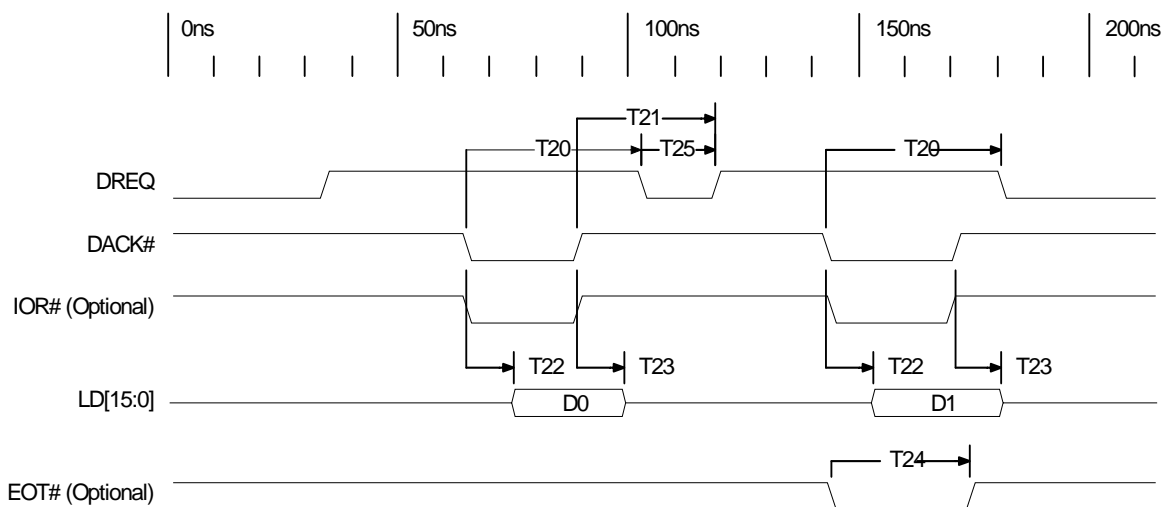 0ns 50ns 100ns 150ns 200ns
T21
T20 T25 T20
DREQ
DACK#
IOR# (Optional)
T22 T23 T22 T23
LD[15:0] D0 D1
T24
EOT# (Optional)